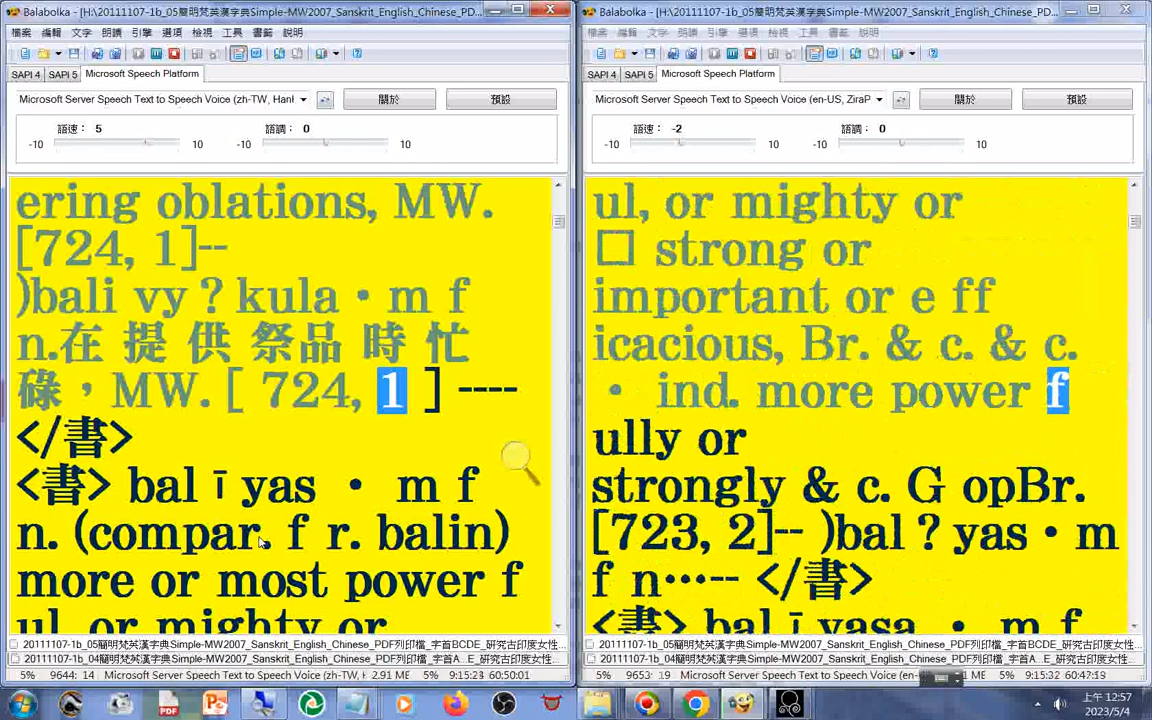 Balabolka - [H:\20111107-1b_05簡明梵英漢字典Simple-MW2007_Sanskrit_English_Chinese_PD...
檔案 編輯 文字 朗讀 引擎 選項 檢視 工具 書籤 說明
SAPI 4 SAPI 5 Microsoft Speech Platform
Microsoft Server Speech Text to Speech Voice (zh-TW, HanI
關於 預設
語速： 5 語調： 0
-10 10 -10 10
ering oblations, MW.
[724, 1]--
)bali vy ? kula • m f
n.在 提 供 祭品 時 忙
碌，MW. [ 724, 1 ] ----
</書>
<書> bal ī yas • m f
n. (compar. f r. balin)
more or most power f
ul, or mighty or
20111107-1b_05簡明梵英漢字典Simple-MW2007_Sanskrit_English_Chinese_PDF列印檔_字首BCDE_研究古印度女性...
20111107-1b_04簡明梵英漢字典Simple-MW2007_Sanskrit_English_Chinese_PDF列印檔_字首A...E_研究古印度女性...
5% 9644: 14 Microsoft Server Speech Text to Speech Voice (zh-TW, 2.91 ME 5% 9:15:23 60:50:01
Balabolka - [H:\20111107-1b_05簡明梵英漢字典Simple-MW2007_Sanskrit_English_Chinese_PD...
檔案 編輯 文字 朗讀 引擎 選項 檢視 工具 書籤 說明
SAPI 4 SAPI 5 Microsoft Speech Platform
Microsoft Server Speech Text to Speech Voice (en-US, ZiraP
關於 預設
語速： -2 語調： 0
-10 10 -10 10
ul, or mighty or
□ strong or
important or e ff
icacious, Br. & c. & c.
• ind. more power f
ully or
strongly & c. G opBr.
[723, 2]-- )bal ? yas • m
f n…-- </書>
<書> bal ī yasa • m f
20111107-1b_05簡明梵英漢字典Simple-MW2007_Sanskrit_English_Chinese_PDF列印檔_字首BCDE_研究古印度女性...
20111107-1b_04簡明梵英漢字典Simple-MW2007_Sanskrit_English_Chinese_PDF列印檔_字首A...E_研究古印度女性...
5% 9653: 19 Microsoft Server Speech Text to Speech Voice (en-US, ME 5% 9:15:32
上午 12:57
2023/5/4